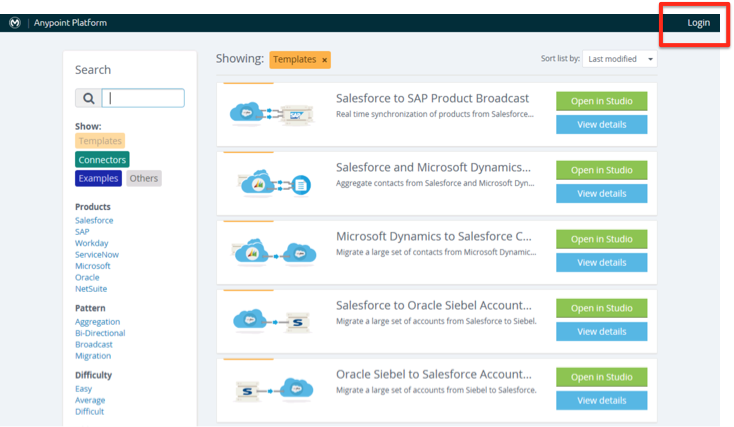 Anypoint Platform
Login
Search
Show:
Templates
Connectors
Examples Others
Products
Salesforce
SAP
Workday
ServiceNow
Microsoft
Oracle
NetSuite
Pattern
Aggregation
Bi-Directional
Broadcast
Migration
Difficulty
Easy
Average
Difficult
Showing: Templates x
Sort list by: Last modified
Salesforce to SAP Product Broadcast
Real time synchronization of products from Salesforce...
Open in Studio
View details
Salesforce and Microsoft Dynamics...
Aggregate contacts from Salesforce and Microsoft Dyn...
Open in Studio
View details
Microsoft Dynamics to Salesforce C...
Migrate a large set of contacts from Microsoft Dynamic...
Open in Studio
View details
Salesforce to Oracle Siebel Account...
Migrate a large set of accounts from Salesforce to Siebel.
Open in Studio
View details
Oracle Siebel to Salesforce Account...
Migrate a large set of accounts from Siebel to Salesforce.
Open in Studio
View details